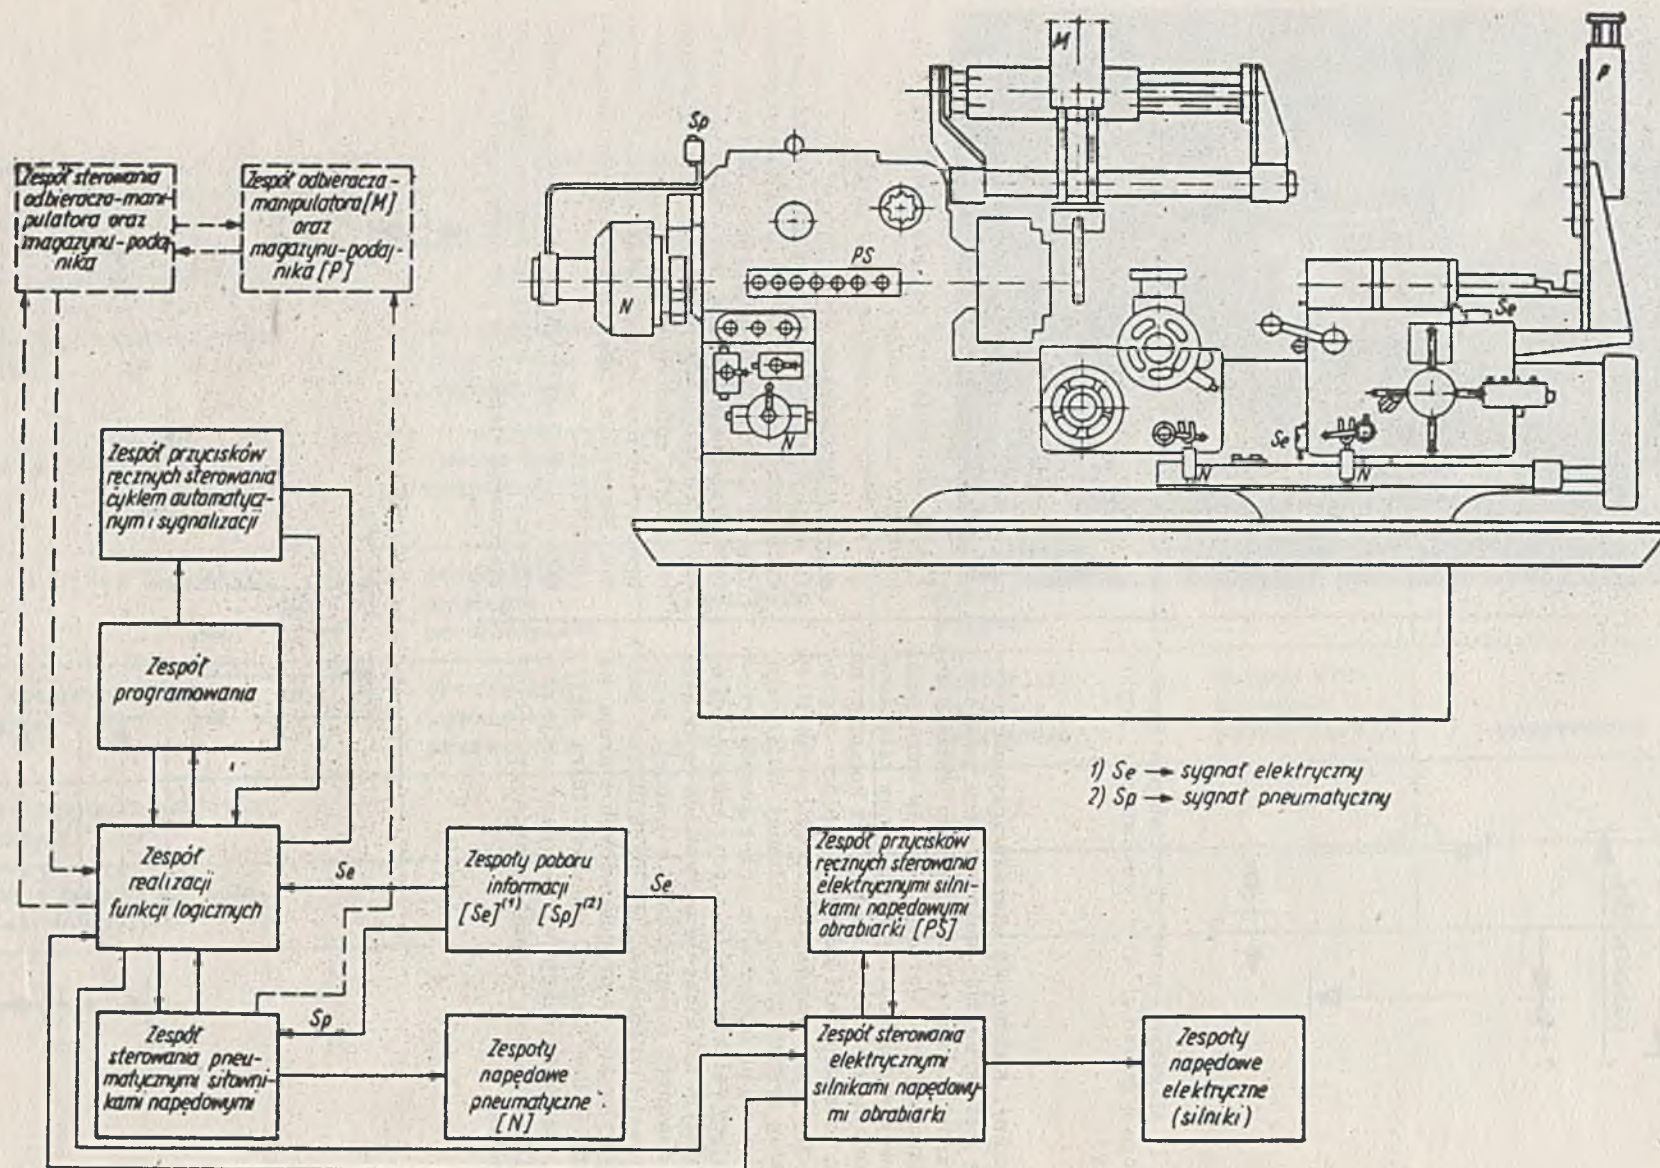 Zespół sterowania
odbieracza-mani-
pulatora oraz
magazynu-podaj-
nika
Zespół odbieracza-
manipulatora [M]
oraz
magazynu-podaj-
nika [P]
Zespół przycisków
ręcznych sterowania
cyklem automatycz-
nym i sygnalizacji
Zespół
programowania
Zespół
realizacji
funkcji logicznych
Zespół
sterowania pneu-
matycznymi siłowni-
kami napędowymi
Se
Sp
Zespoły poboru
informacji
[Se](1) [Sp](2)
Zespoły
napędowe
pneumatyczne
[N]
Se
Zespół przycisków
ręcznych sterowania
elektrycznymi silni-
kami napędowymi
obrabiarki [PS]
Zespół sterowania
elektrycznymi
silnikami napędowy-
mi obrabiarki
Zespoły
napędowe
elektryczne
(silniki)
1) Se → sygnał elektryczny
2) Sp → sygnał pneumatyczny
M
P
Sp
PS
N
Se
N
Se
N
N